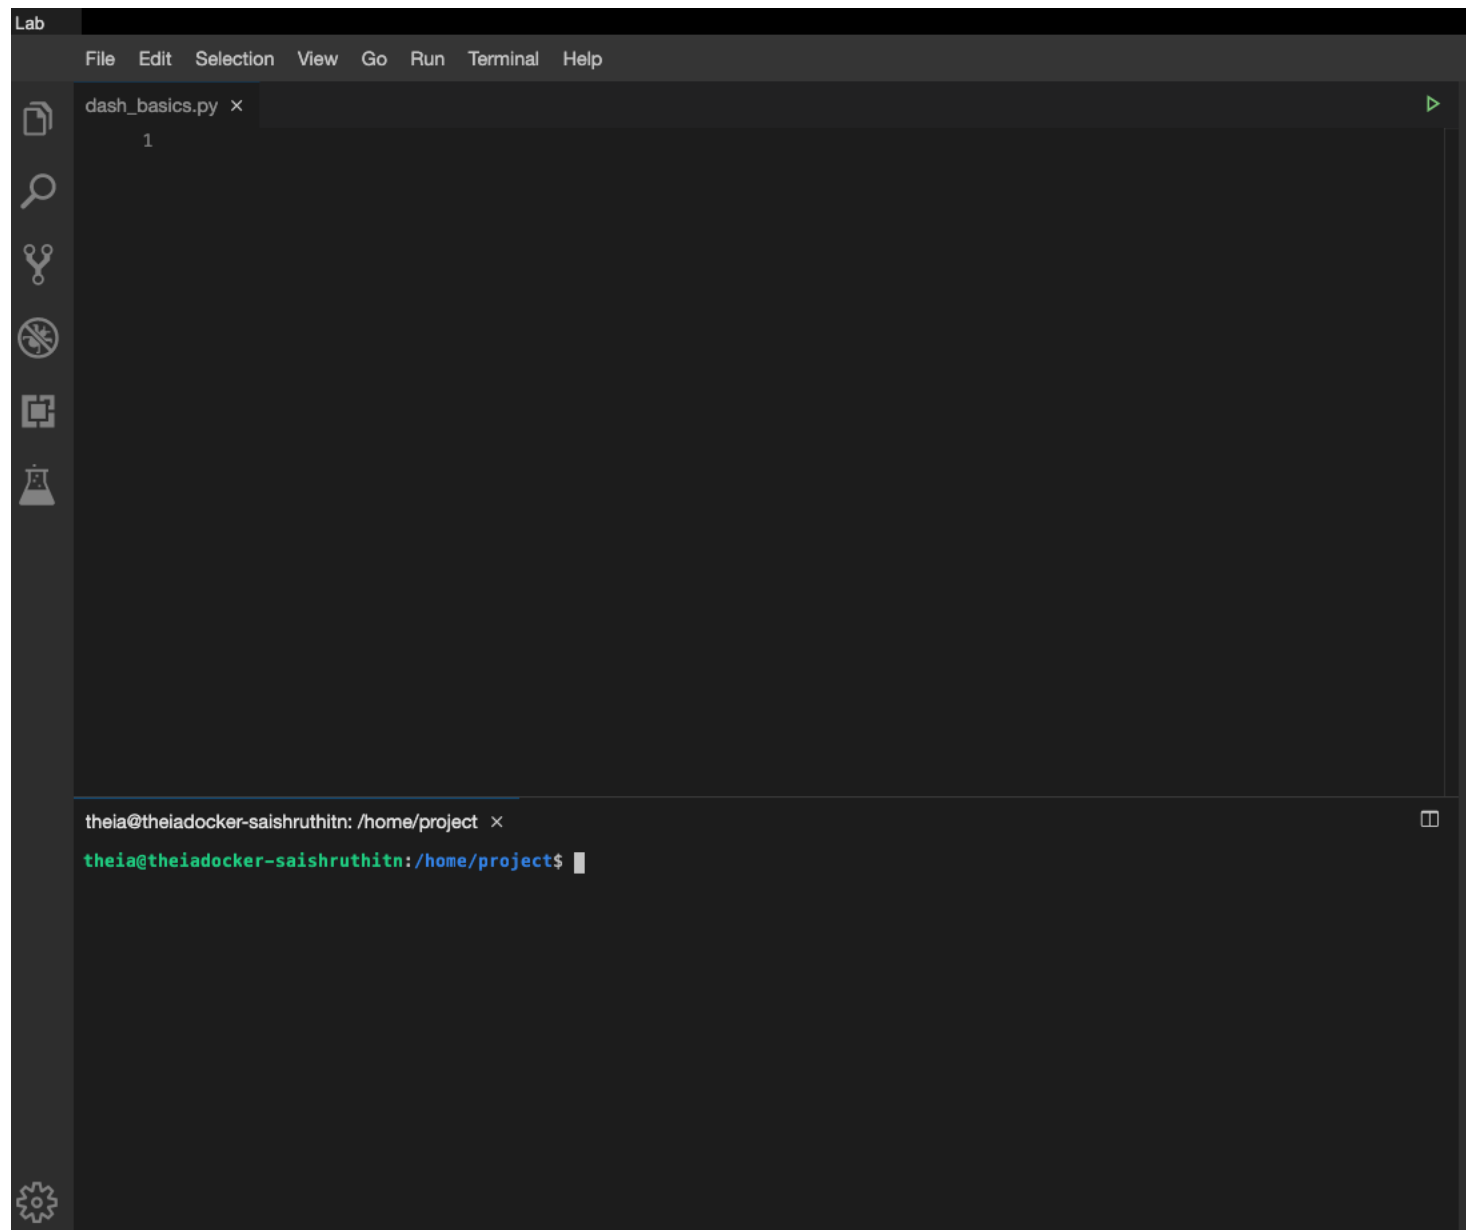 Lab
File Edit Selection View Go Run Terminal Help
dash_basics.py ×
1
theia@theiadocker-saishruthitn: /home/project ×
theia@theiadocker-saishruthitn:/home/project$